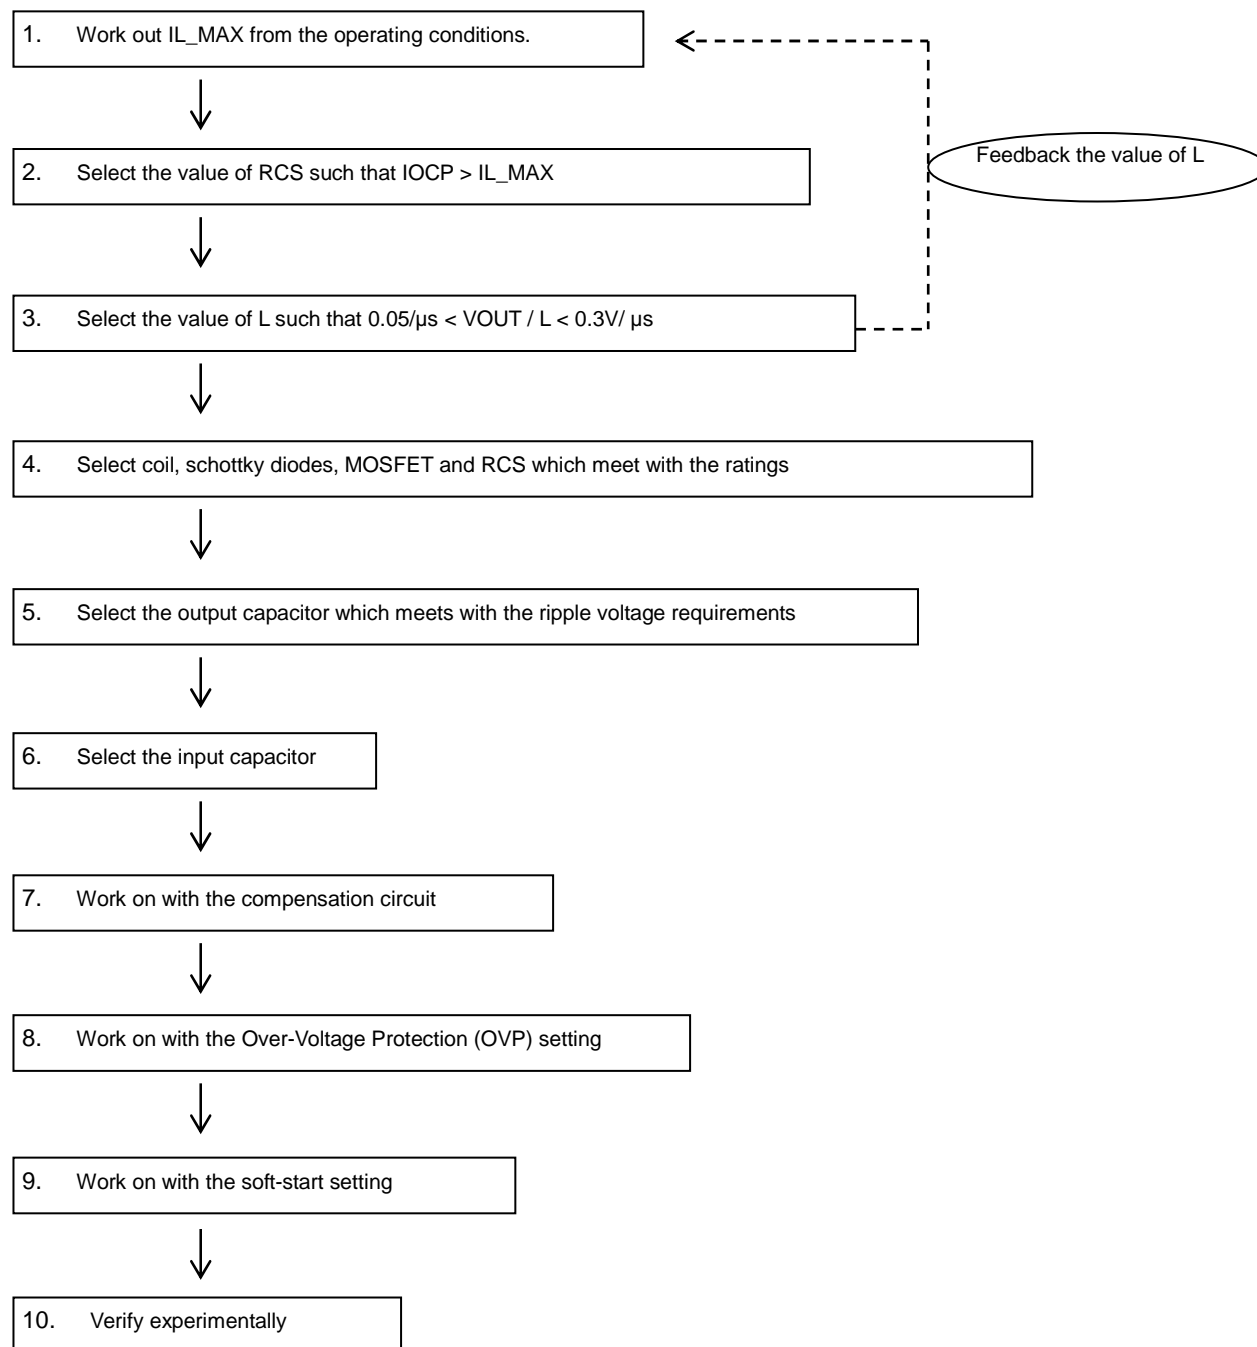 1. Work out IL_MAX from the operating conditions.
Feedback the value of L
2. Select the value of RCS such that IOCP > IL_MAX
3. Select the value of L such that 0.05/µs < VOUT / L < 0.3V/ µs
4. Select coil, schottky diodes, MOSFET and RCS which meet with the ratings
5. Select the output capacitor which meets with the ripple voltage requirements
6. Select the input capacitor
7. Work on with the compensation circuit
8. Work on with the Over-Voltage Protection (OVP) setting
9. Work on with the soft-start setting
10. Verify experimentally